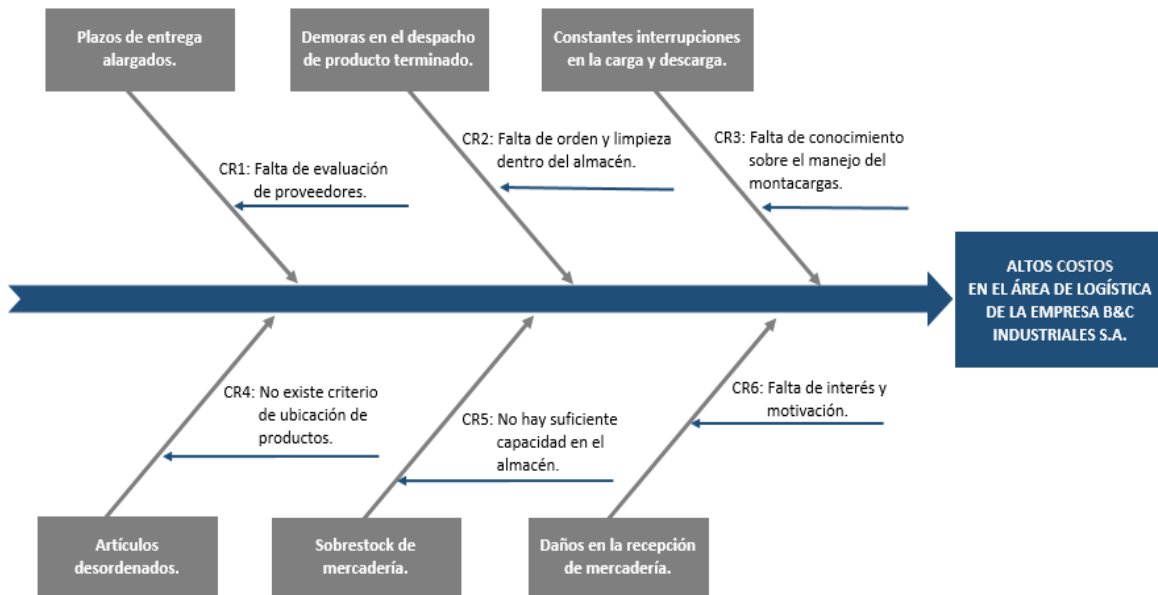 Plazos de entrega
alargados.
Demoras en el despacho
de producto terminado.
Constantes interrupciones
en la carga y descarga.
CR1: Falta de evaluación
de proveedores.
CR2: Falta de orden y limpieza
dentro del almacén.
CR3: Falta de conocimiento
sobre el manejo del
montacargas.
ALTOS COSTOS
EN EL ÁREA DE LOGÍSTICA
DE LA EMPRESA B&C
INDUSTRIALES S.A.
CR4: No existe criterio
de ubicación de
productos.
CR5: No hay suficiente
capacidad en el
almacén.
CR6: Falta de interés y
motivación.
Artículos
desordenados.
Sobrestock de
mercadería.
Daños en la recepción
de mercadería.